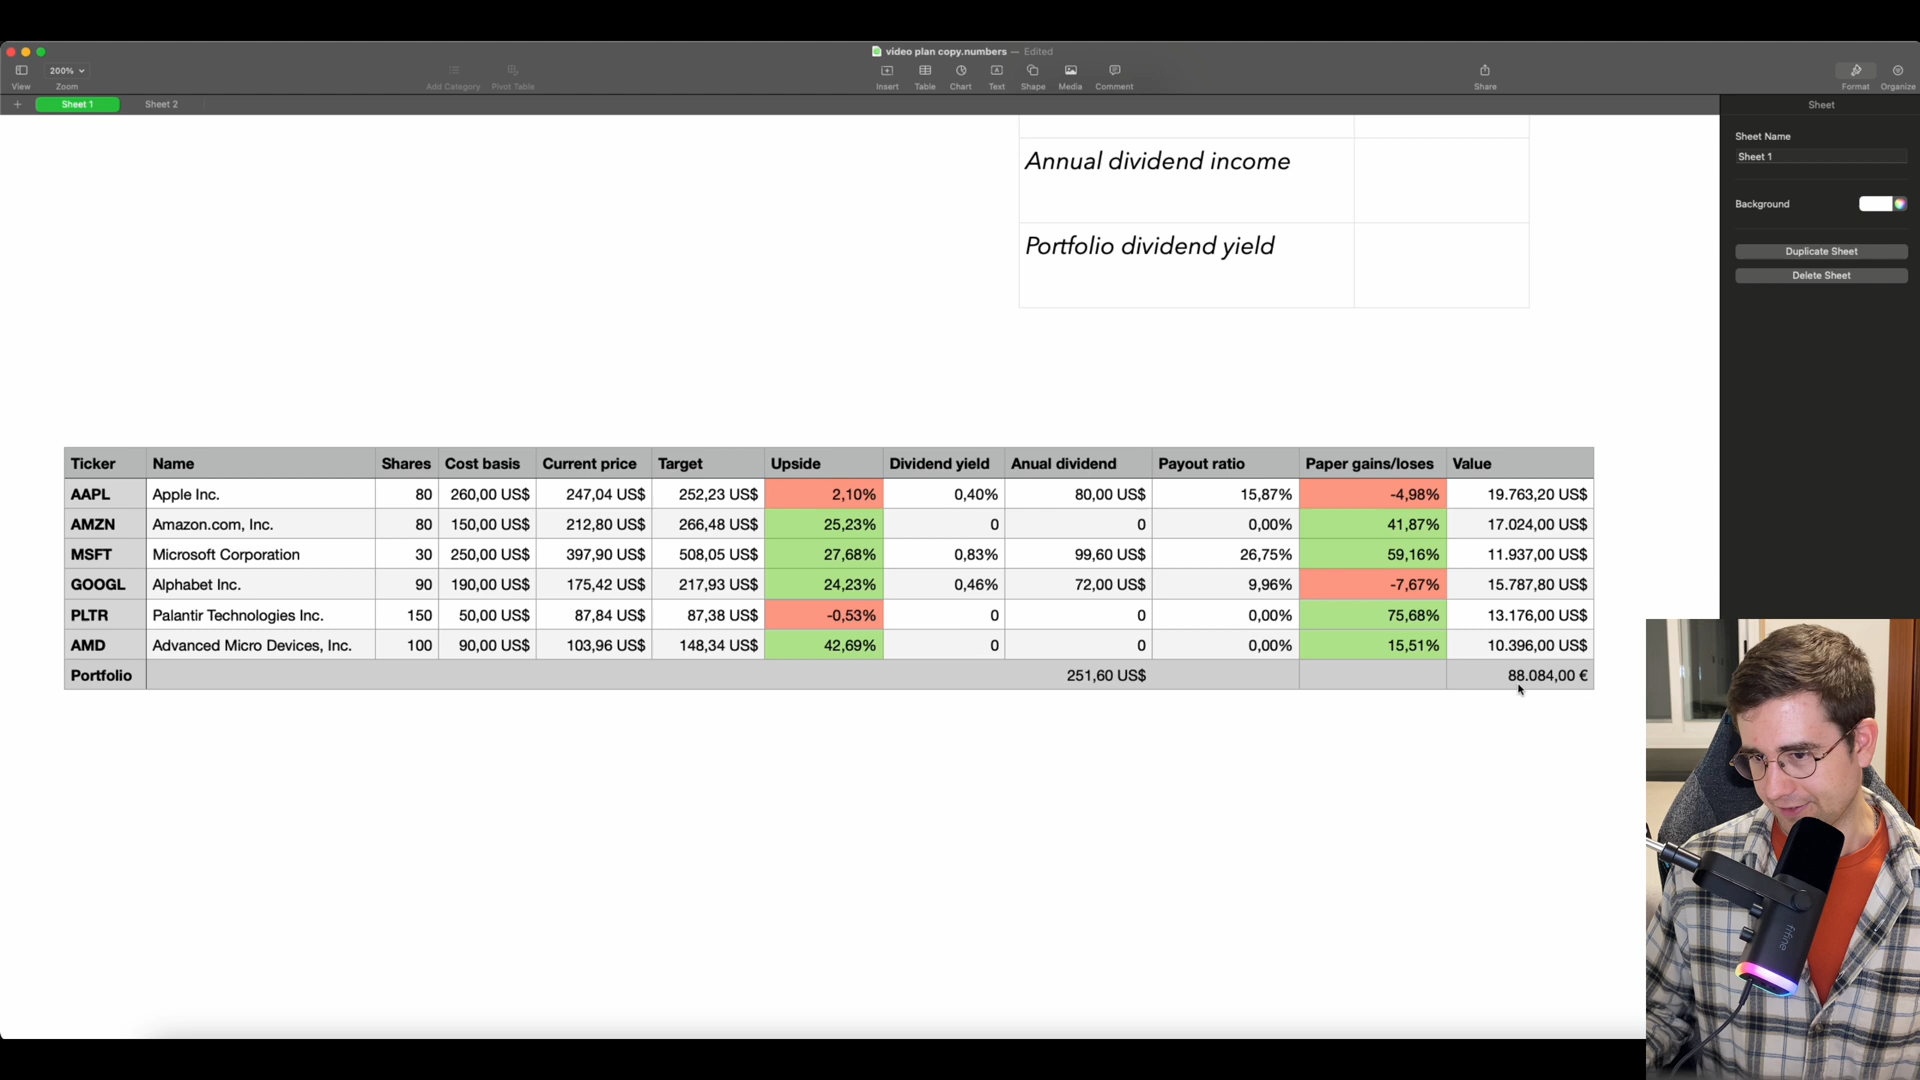 video plan copy.numbers — Edited
200%
View
Zoom
Add Category
Pivot Table
Insert
Table
Chart
Text
Shape
Media
Comment
Share
Format
Organize
Sheet 1
Sheet 2
Sheet
Sheet Name
Sheet 1
Background
Duplicate Sheet
Delete Sheet
Annual dividend income
Portfolio dividend yield
Ticker Name Shares Cost basis Current price Target Upside Dividend yield Anual dividend Payout ratio Paper gains/loses Value
AAPL Apple Inc. 80 260,00 US$ 247,04 US$ 252,23 US$ 2,10% 0,40% 80,00 US$ 15,87% -4,98% 19.763,20 US$
AMZN Amazon.com, Inc. 80 150,00 US$ 212,80 US$ 266,48 US$ 25,23% 0 0 0,00% 41,87% 17.024,00 US$
MSFT Microsoft Corporation 30 250,00 US$ 397,90 US$ 508,05 US$ 27,68% 0,83% 99,60 US$ 26,75% 59,16% 11.937,00 US$
GOOGL Alphabet Inc. 90 190,00 US$ 175,42 US$ 217,93 US$ 24,23% 0,46% 72,00 US$ 9,96% -7,67% 15.787,80 US$
PLTR Palantir Technologies Inc. 150 50,00 US$ 87,84 US$ 87,38 US$ -0,53% 0 0 0,00% 75,68% 13.176,00 US$
AMD Advanced Micro Devices, Inc. 100 90,00 US$ 103,96 US$ 148,34 US$ 42,69% 0 0 0,00% 15,51% 10.396,00 US$
Portfolio 251,60 US$ 88.084,00 €
fifine